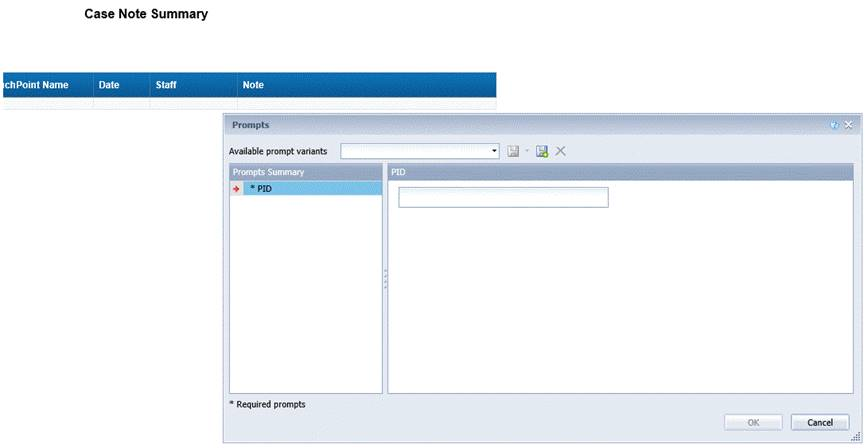 Case Note Summary
chPoint Name Date Staff Note
Prompts
Available prompt variants
Prompts Summary PID
* PID
* Required prompts
OK Cancel